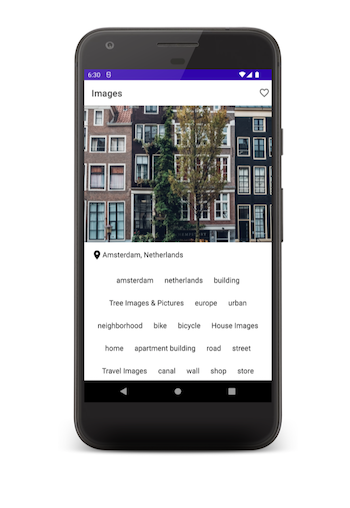 6:30
Images
Amsterdam, Netherlands
amsterdam netherlands building
Tree Images & Pictures europe urban
neighborhood bike bicycle House Images
home apartment building road street
Travel Images canal wall shop store